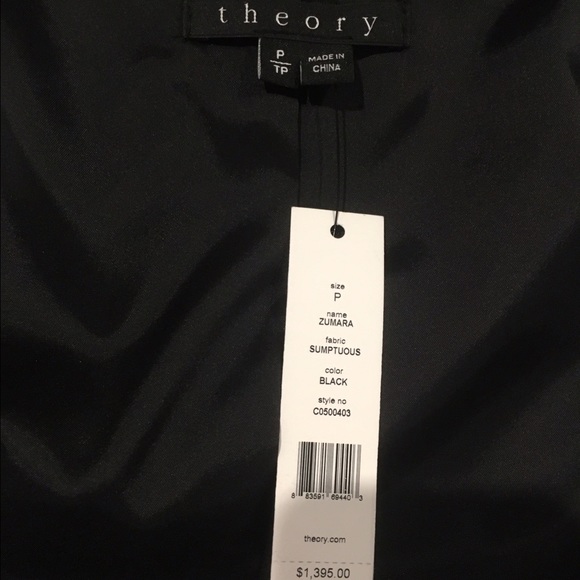 theory
P
TP
MADE IN
CHINA
size
P
name
ZUMARA
fabric
SUMPTUOUS
color
BLACK
style no
C0500403
8 83591 69440 3
theory.com
$1,395.00